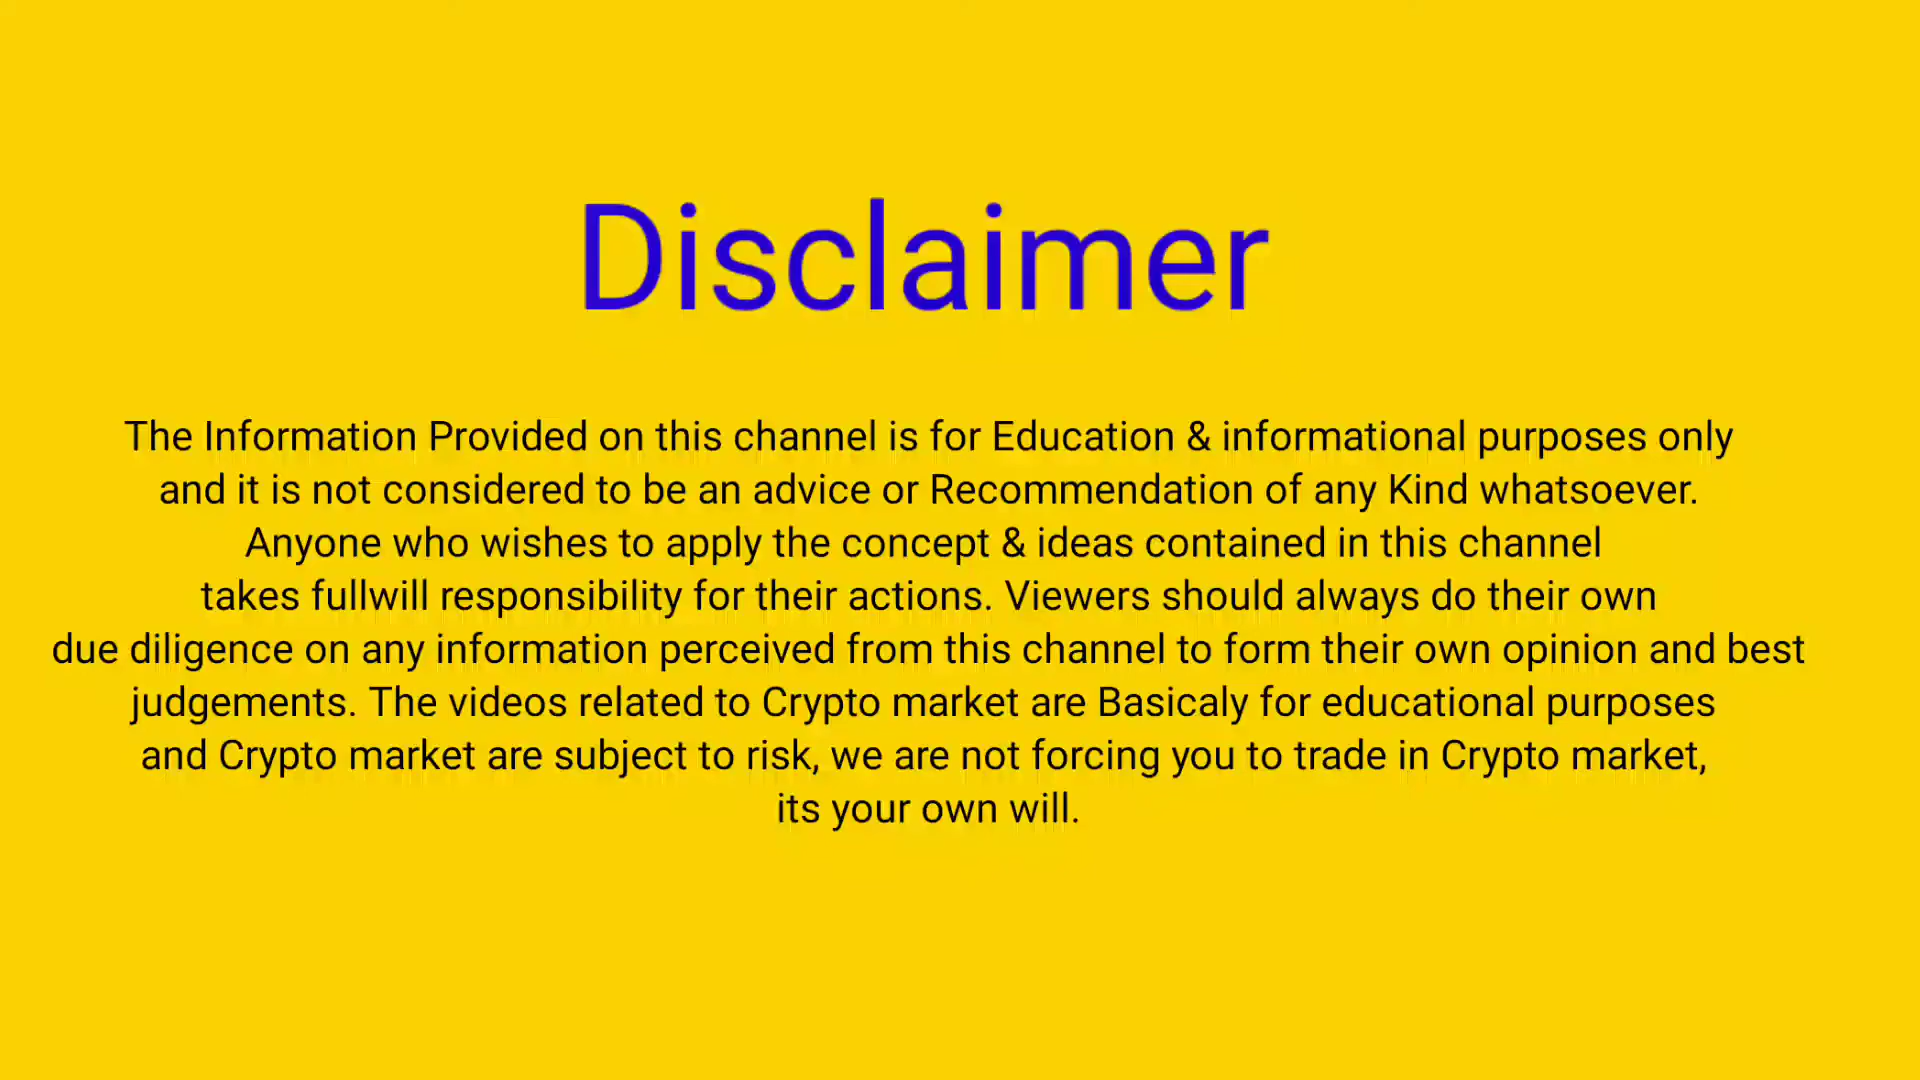 Disclaimer
The Information Provided on this channel is for Education & informational purposes only
and it is not considered to be an advice or Recommendation of any Kind whatsoever.
Anyone who wishes to apply the concept & ideas contained in this channel
takes fullwill responsibility for their actions. Viewers should always do their own
due diligence on any information perceived from this channel to form their own opinion and best
judgements. The videos related to Crypto market are Basicaly for educational purposes
and Crypto market are subject to risk, we are not forcing you to trade in Crypto market,
its your own will.